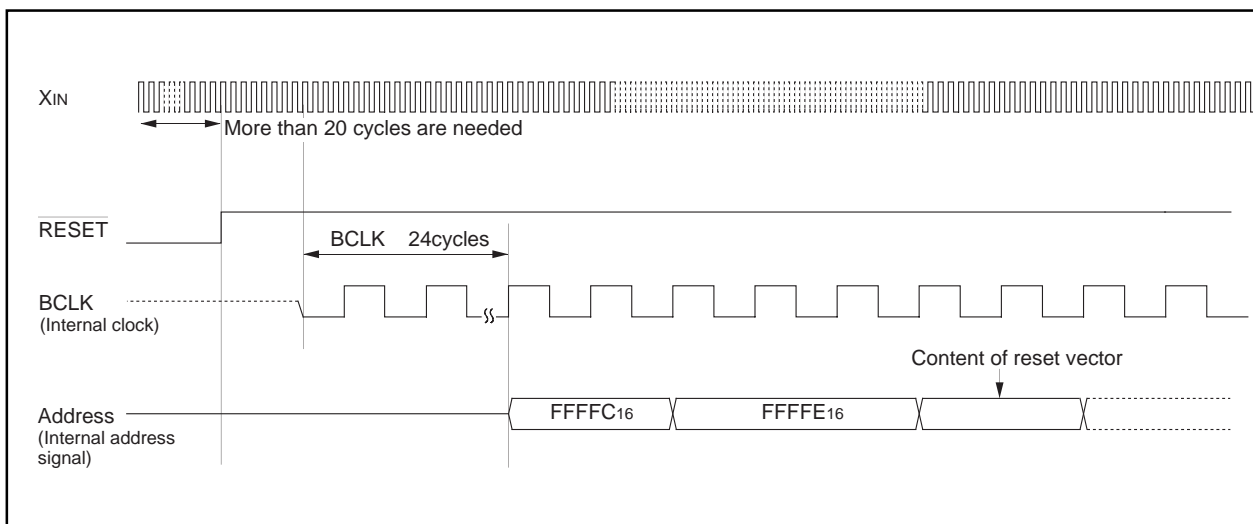 XIN
More than 20 cycles are needed
RESET
BCLK 24cycles
BCLK
(Internal clock)
Content of reset vector
Address
(Internal address
signal)
FFFFC16
FFFFE16